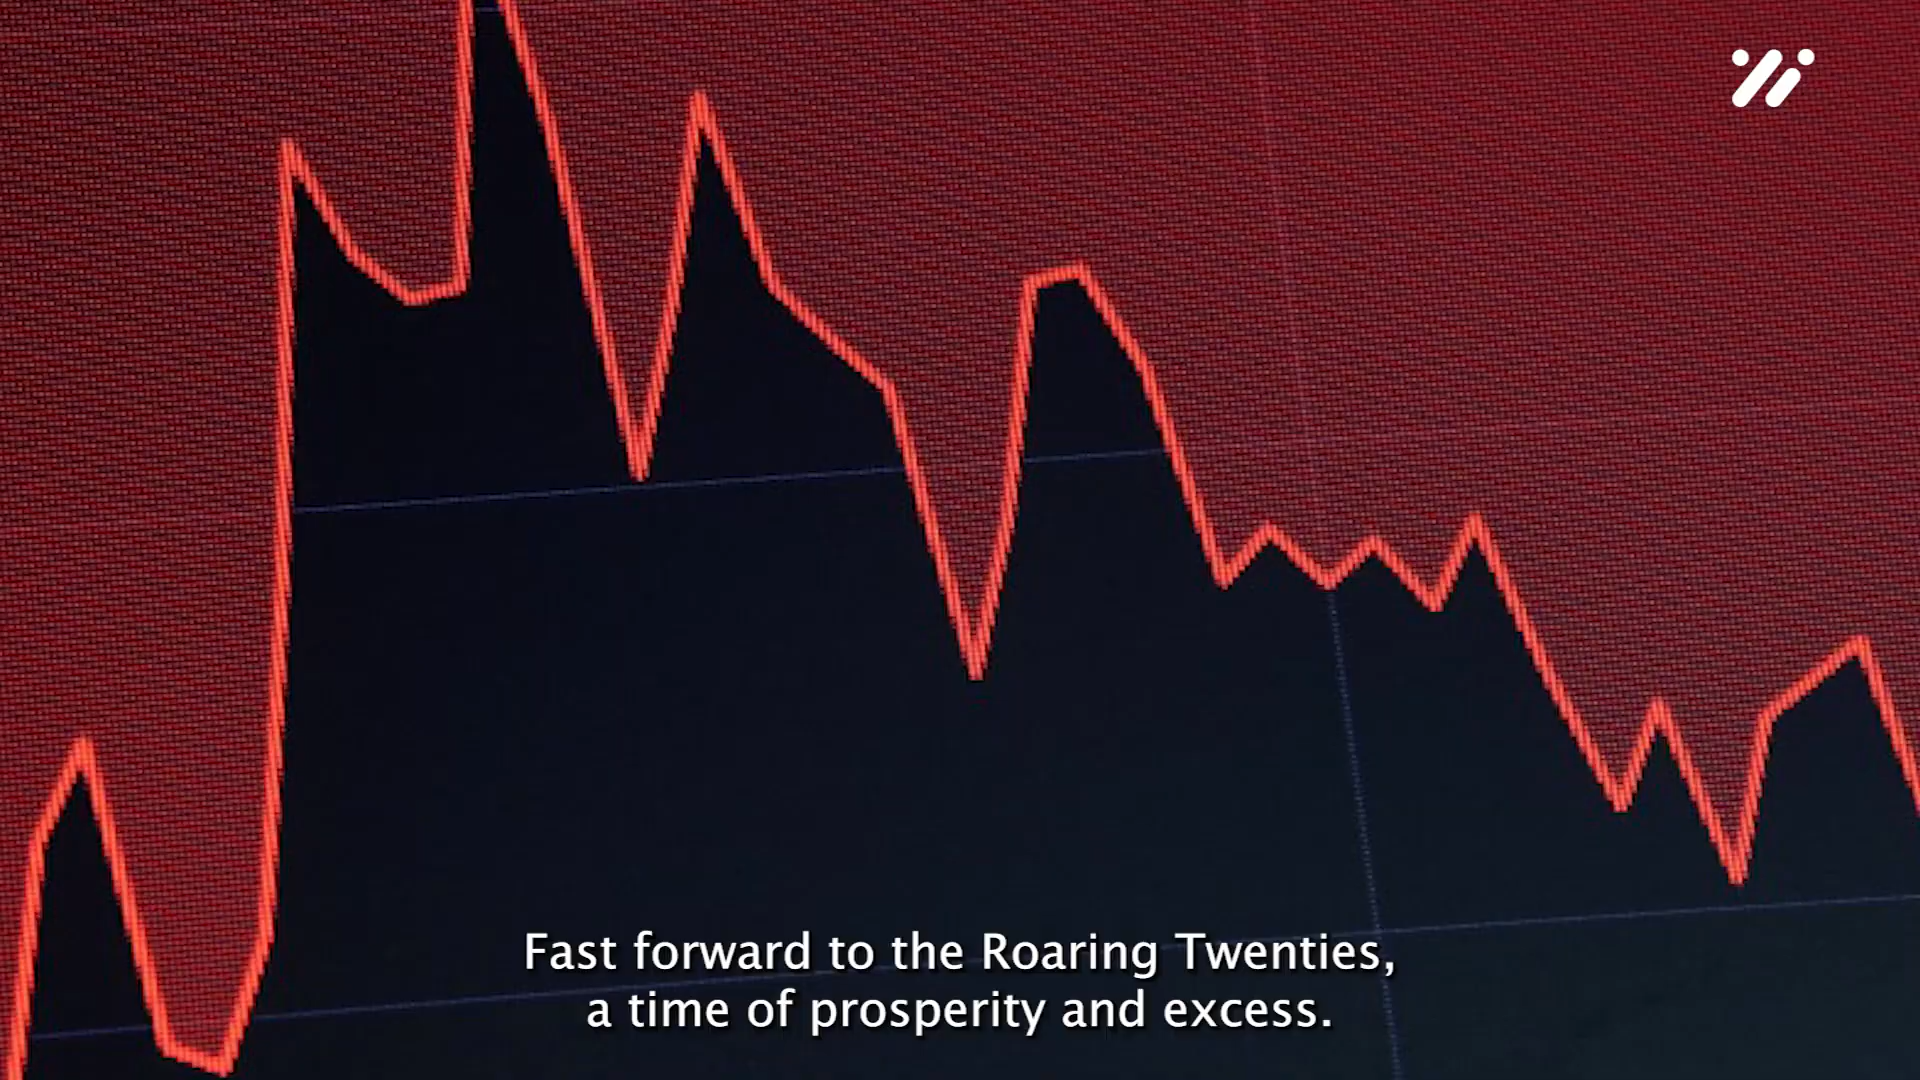 Fast forward to the Roaring Twenties,
a time of prosperity and excess.